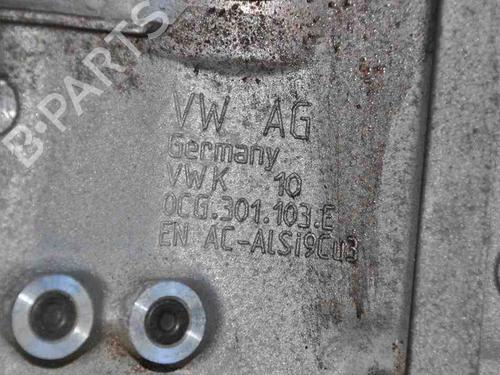 B-PARTS
VW AG
Germany
VWK 10
0CG.301.103.E
EN AC-AlSi9Cu3